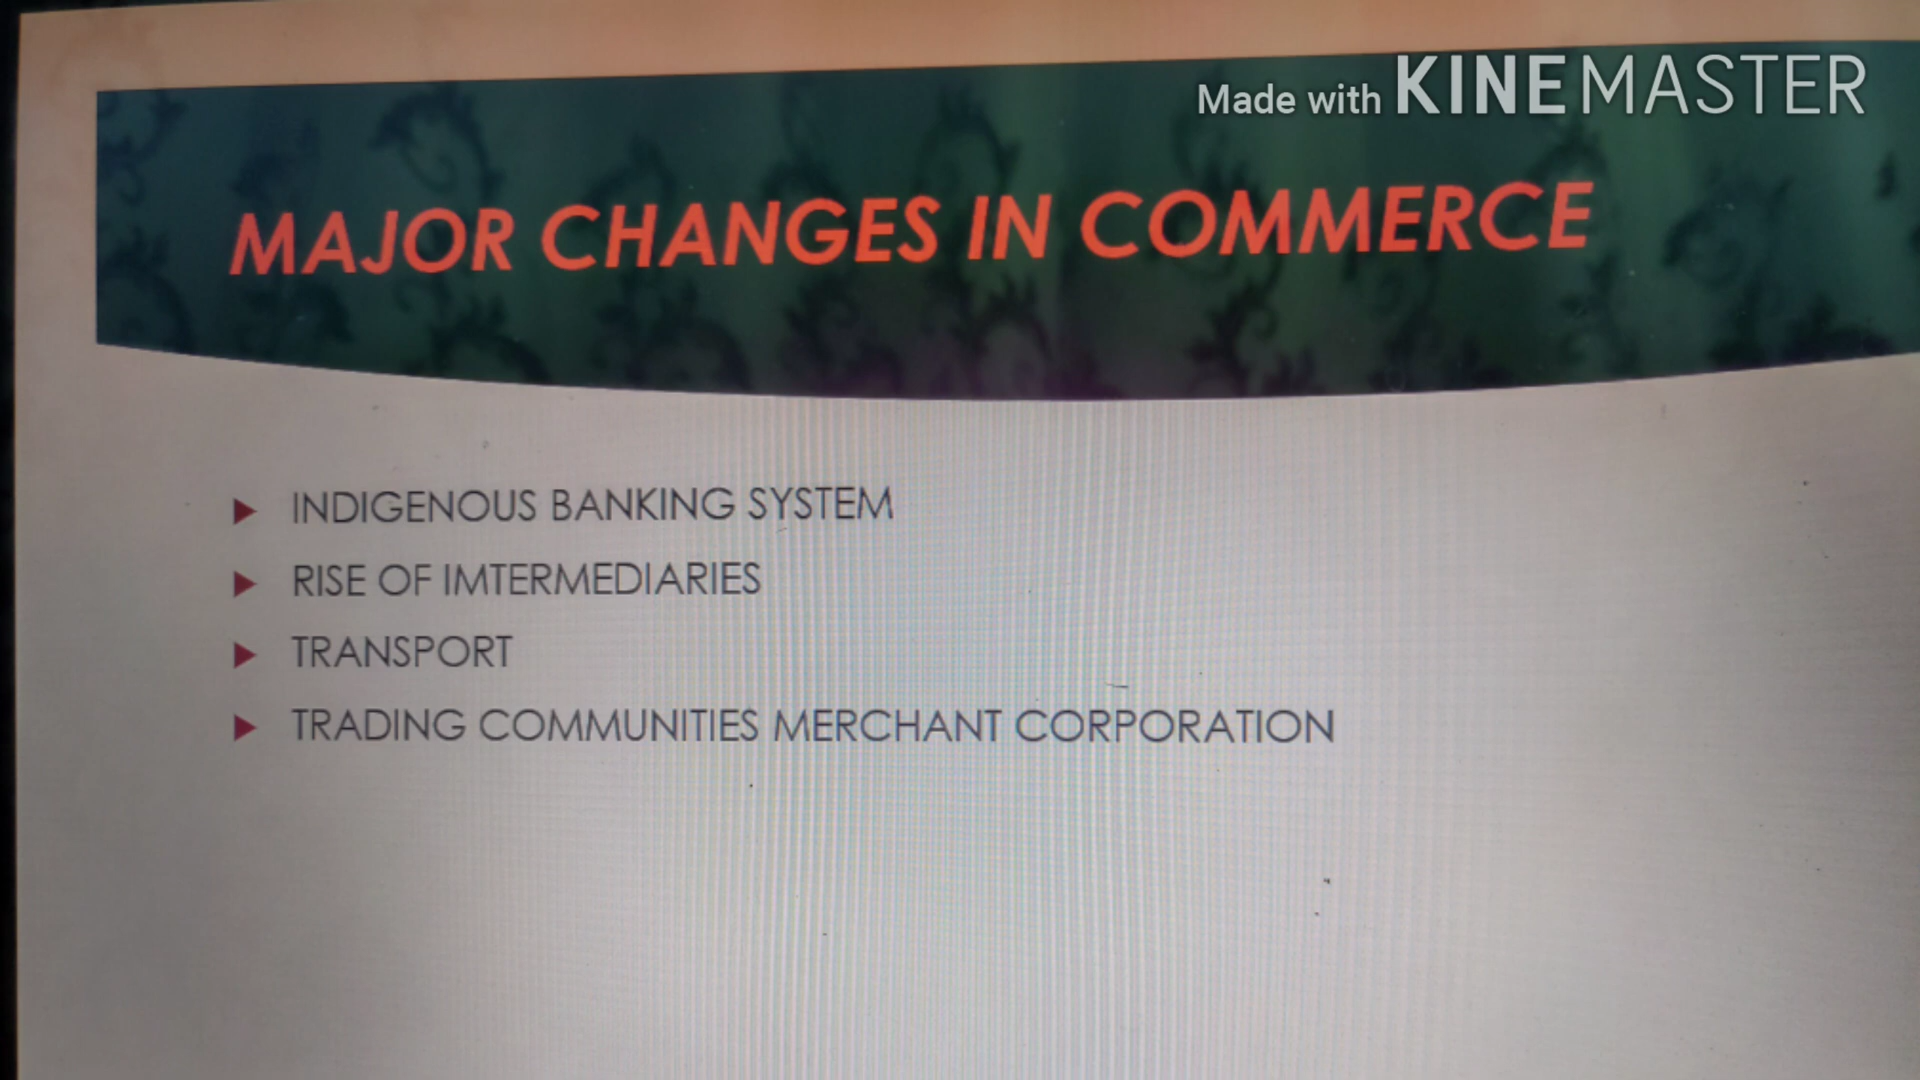 Made with KINEMASTER
MAJOR CHANGES IN COMMERCE
INDIGENOUS BANKING SYSTEM
RISE OF IMTERMEDIARIES
TRANSPORT
TRADING COMMUNITIES MERCHANT CORPORATION